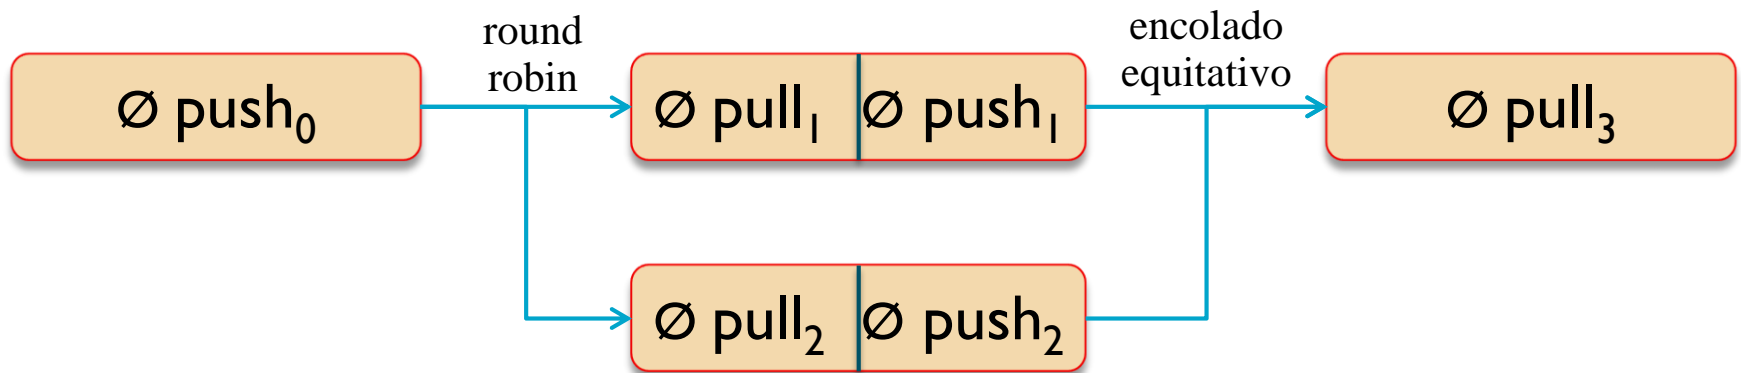 Ø push₀
round
robin
Ø pull₁ Ø push₁
encolado
equitativo
Ø pull₃
Ø pull₂ Ø push₂